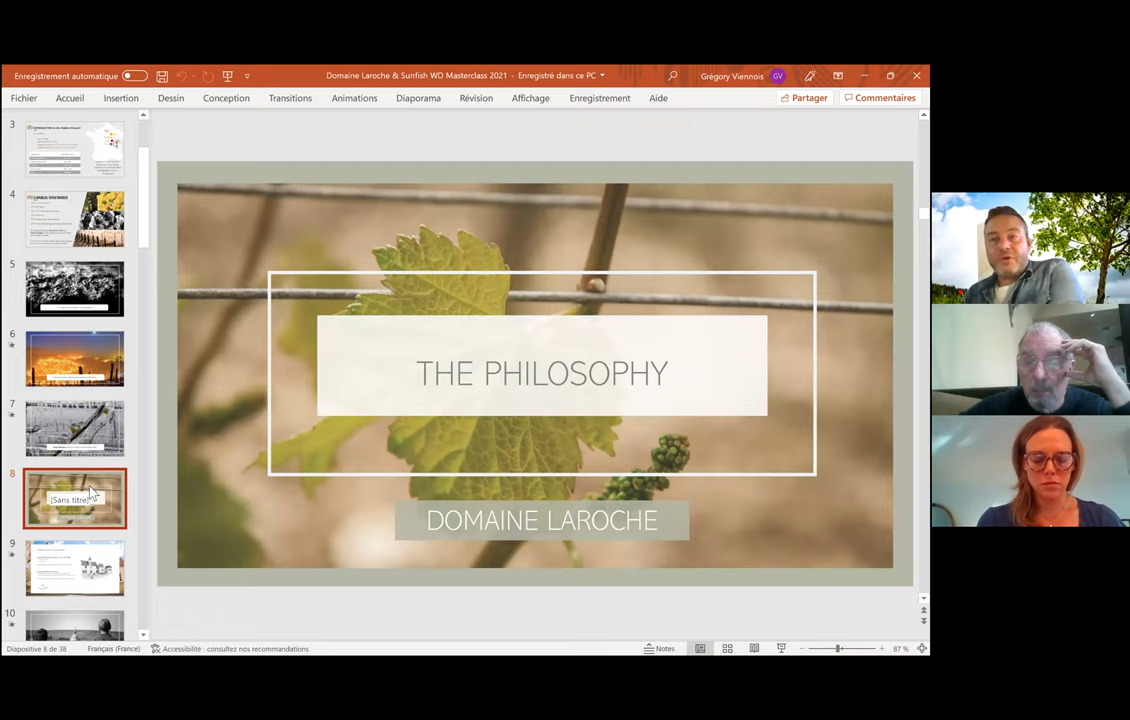 Enregistrement automatique
Domaine Laroche & Sunfish WD Masterclass 2021 - Enregistré dans ce PC
Grégory Viennois
GV
Fichier
Accueil
Insertion
Dessin
Conception
Transitions
Animations
Diaporama
Révision
Affichage
Enregistrement
Aide
Partager
Commentaires
3
4
CHABLIS VINEYARDS
5
6
7
8
[Sans titre]
9
10
THE PHILOSOPHY
DOMAINE LAROCHE
Diapositive 8 de 38
Français (France)
Accessibilité : consultez nos recommandations
Notes
87 %